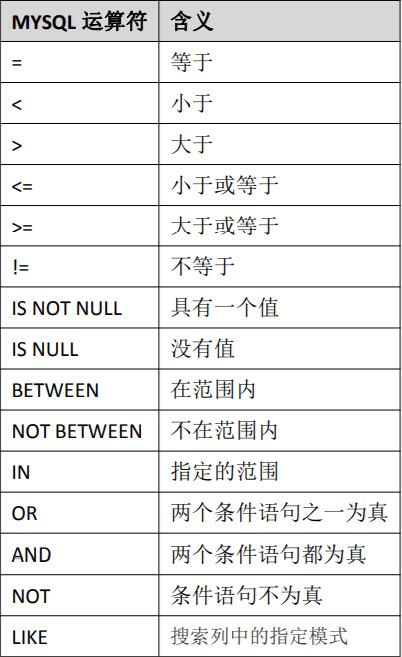 MYSQL 运算符 含义
= 等于
< 小于
> 大于
<= 小于或等于
>= 大于或等于
!= 不等于
IS NOT NULL 具有一个值
IS NULL 没有值
BETWEEN 在范围内
NOT BETWEEN 不在范围内
IN 指定的范围
OR 两个条件语句之一为真
AND 两个条件语句都为真
NOT 条件语句不为真
LIKE 搜索列中的指定模式